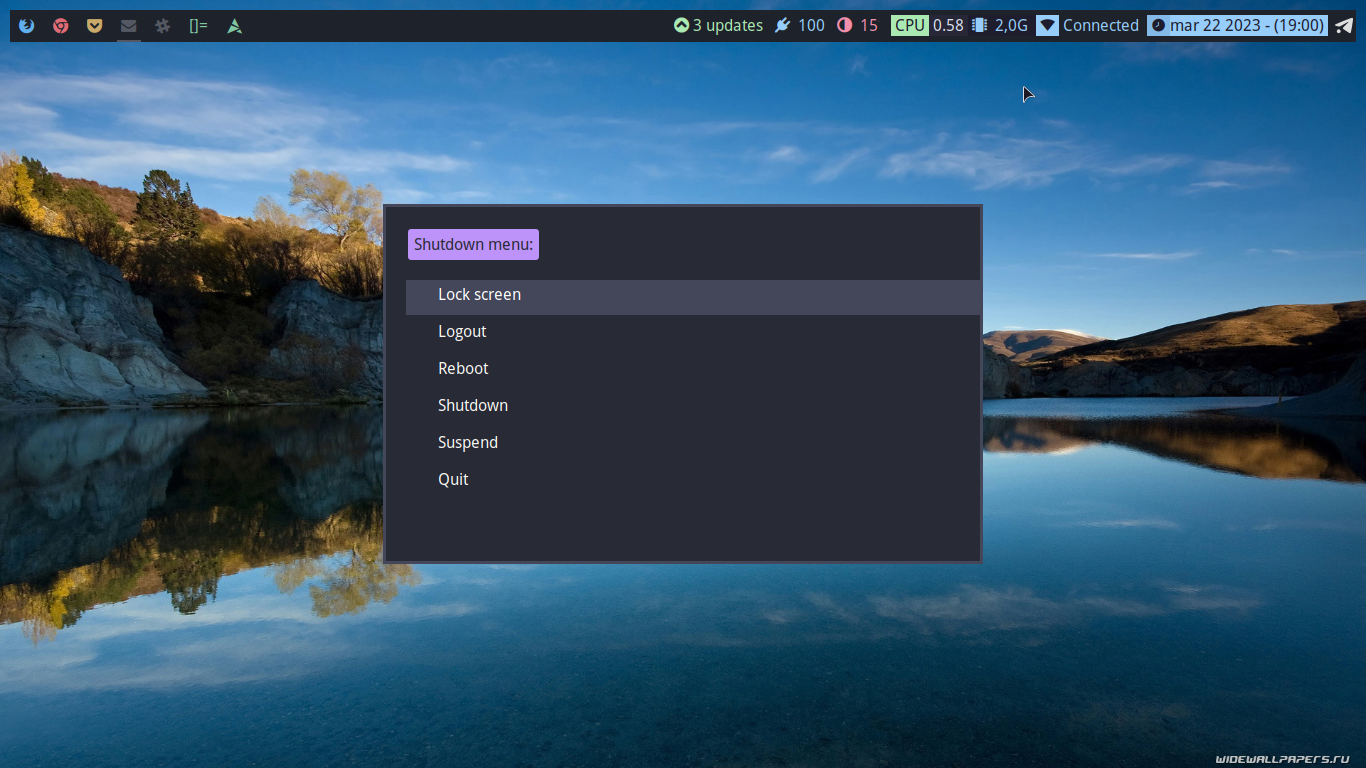 []= 3 updates 100 15 CPU 0.58 2,0G Connected mar 22 2023 - (19:00)
Shutdown menu:
Lock screen
Logout
Reboot
Shutdown
Suspend
Quit
WIDEWALLPAPERS.RU